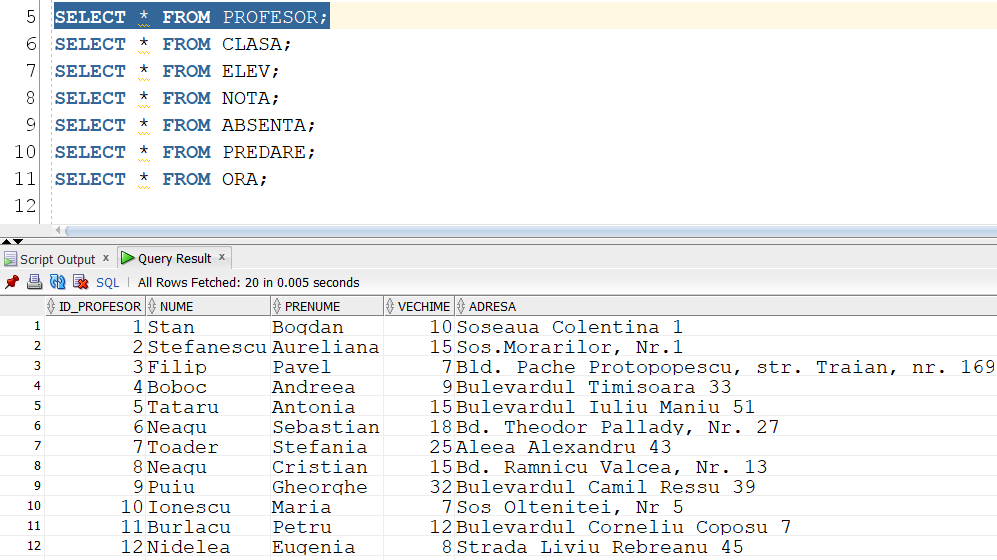 5 SELECT * FROM PROFESOR;
6 SELECT * FROM CLASA;
7 SELECT * FROM ELEV;
8 SELECT * FROM NOTA;
9 SELECT * FROM ABSENTA;
10 SELECT * FROM PREDARE;
11 SELECT * FROM ORA;
12
Script Output x Query Result x
SQL | All Rows Fetched: 20 in 0.005 seconds
ID_PROFESOR NUME PRENUME VECHIME ADRESA
1 1 Stan Bogdan 10 Soseaua Colentina 1
2 2 Stefanescu Aureliana 15 Sos.Morarilor, Nr.1
3 3 Filip Pavel 7 Bld. Pache Protopopescu, str. Traian, nr. 169
4 4 Boboc Andreea 9 Bulevardul Timisoara 33
5 5 Tataru Antonia 15 Bulevardul Iuliu Maniu 51
6 6 Neagu Sebastian 18 Bd. Theodor Pallady, Nr. 27
7 7 Toader Stefania 25 Aleea Alexandru 43
8 8 Neagu Cristian 15 Bd. Ramnicu Valcea, Nr. 13
9 9 Puiu Gheorghe 32 Bulevardul Camil Ressu 39
10 10 Ionescu Maria 7 Sos Oltenitei, Nr 5
11 11 Burlacu Petru 12 Bulevardul Corneliu Coposu 7
12 12 Nidelea Eugenia 8 Strada Liviu Rebreanu 45